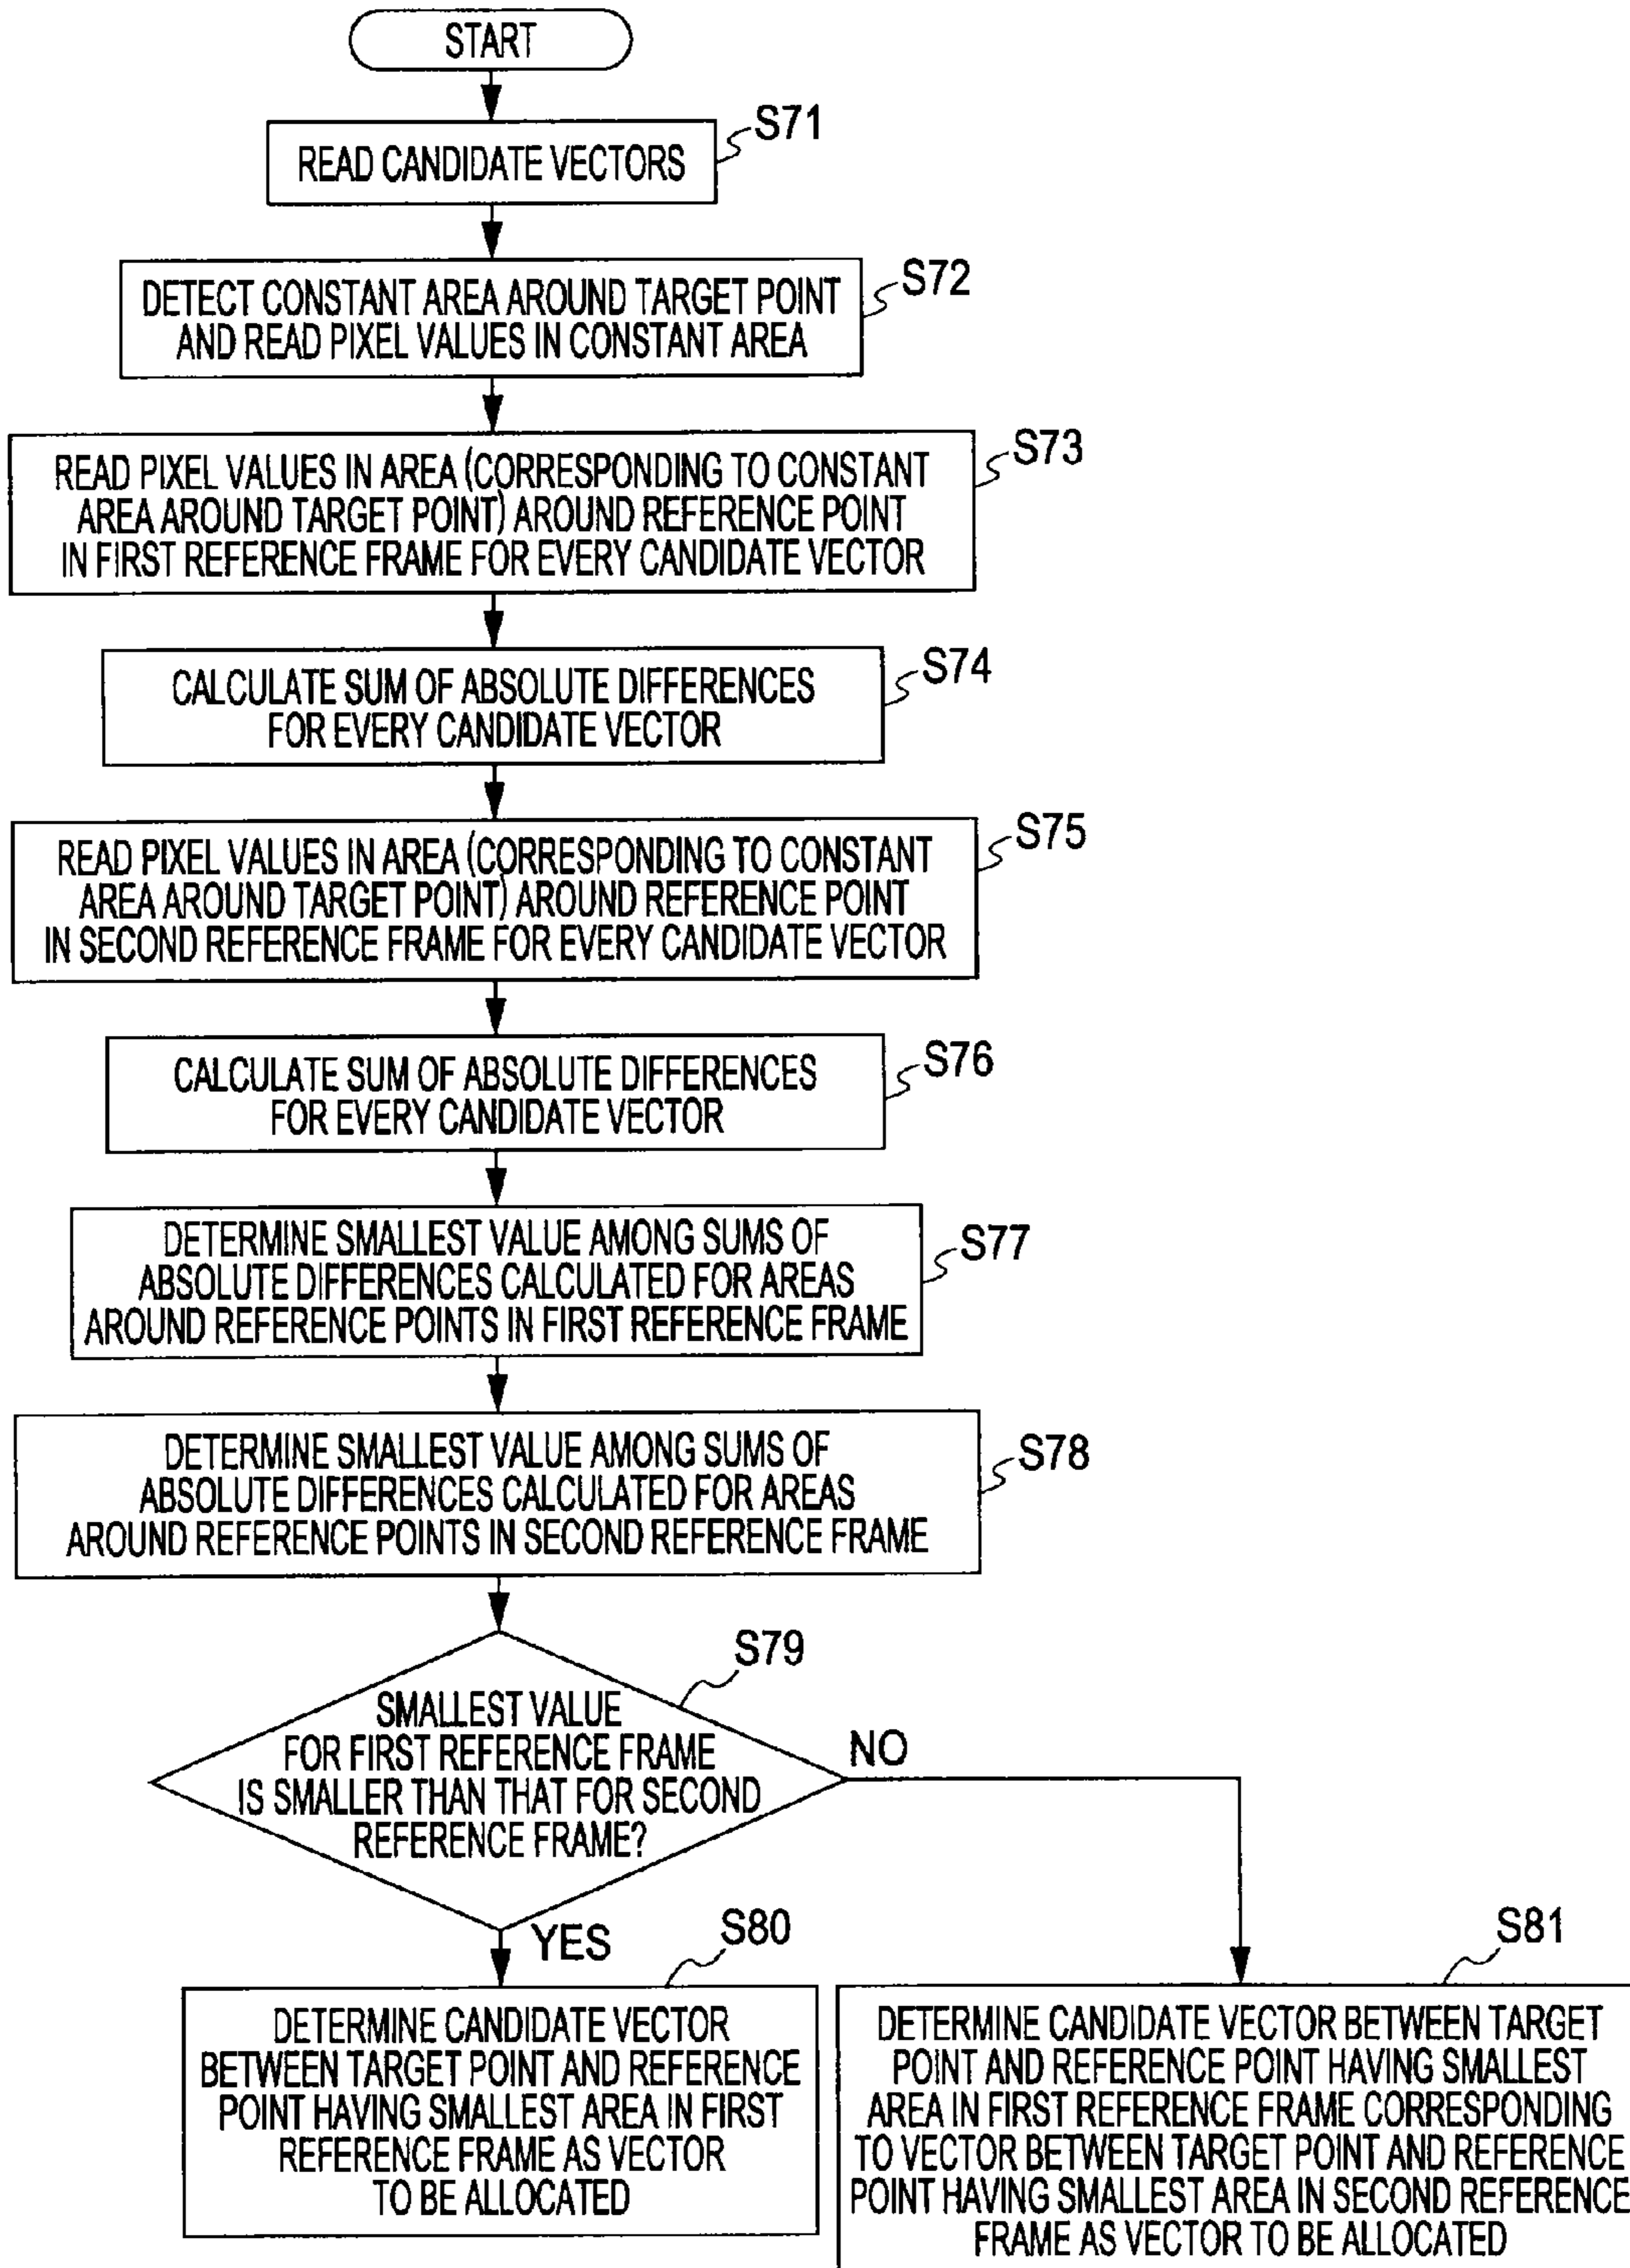 START
S71
READ CANDIDATE VECTORS
S72
DETECT CONSTANT AREA AROUND TARGET POINT
AND READ PIXEL VALUES IN CONSTANT AREA
S73
READ PIXEL VALUES IN AREA (CORRESPONDING TO CONSTANT
AREA AROUND TARGET POINT) AROUND REFERENCE POINT
IN FIRST REFERENCE FRAME FOR EVERY CANDIDATE VECTOR
S74
CALCULATE SUM OF ABSOLUTE DIFFERENCES
FOR EVERY CANDIDATE VECTOR
S75
READ PIXEL VALUES IN AREA (CORRESPONDING TO CONSTANT
AREA AROUND TARGET POINT) AROUND REFERENCE POINT
IN SECOND REFERENCE FRAME FOR EVERY CANDIDATE VECTOR
S76
CALCULATE SUM OF ABSOLUTE DIFFERENCES
FOR EVERY CANDIDATE VECTOR
S77
DETERMINE SMALLEST VALUE AMONG SUMS OF
ABSOLUTE DIFFERENCES CALCULATED FOR AREAS
AROUND REFERENCE POINTS IN FIRST REFERENCE FRAME
S78
DETERMINE SMALLEST VALUE AMONG SUMS OF
ABSOLUTE DIFFERENCES CALCULATED FOR AREAS
AROUND REFERENCE POINTS IN SECOND REFERENCE FRAME
S79
SMALLEST VALUE
FOR FIRST REFERENCE FRAME
IS SMALLER THAN THAT FOR SECOND
REFERENCE FRAME?
NO
YES
S80
DETERMINE CANDIDATE VECTOR
BETWEEN TARGET POINT AND REFERENCE
POINT HAVING SMALLEST AREA IN FIRST
REFERENCE FRAME AS VECTOR
TO BE ALLOCATED
S81
DETERMINE CANDIDATE VECTOR BETWEEN TARGET
POINT AND REFERENCE POINT HAVING SMALLEST
AREA IN FIRST REFERENCE FRAME CORRESPONDING
TO VECTOR BETWEEN TARGET POINT AND REFERENCE
POINT HAVING SMALLEST AREA IN SECOND REFERENCE
FRAME AS VECTOR TO BE ALLOCATED